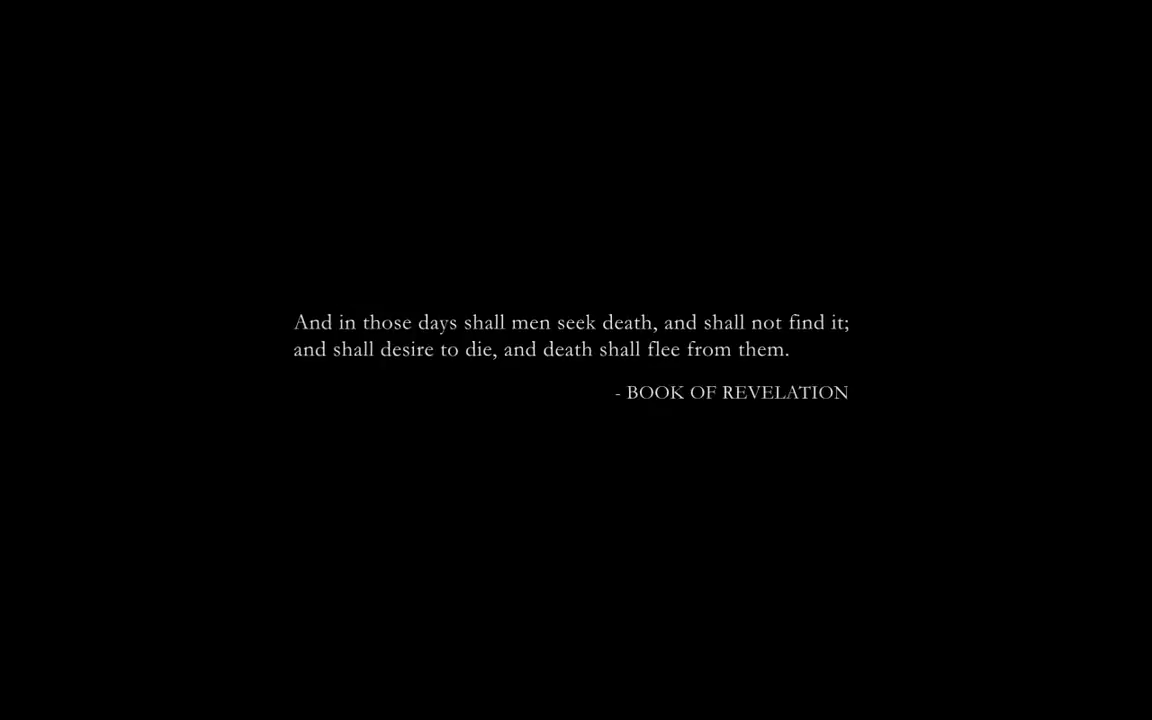 And in those days shall men seek death, and shall not find it;
and shall desire to die, and death shall flee from them.
- BOOK OF REVELATION